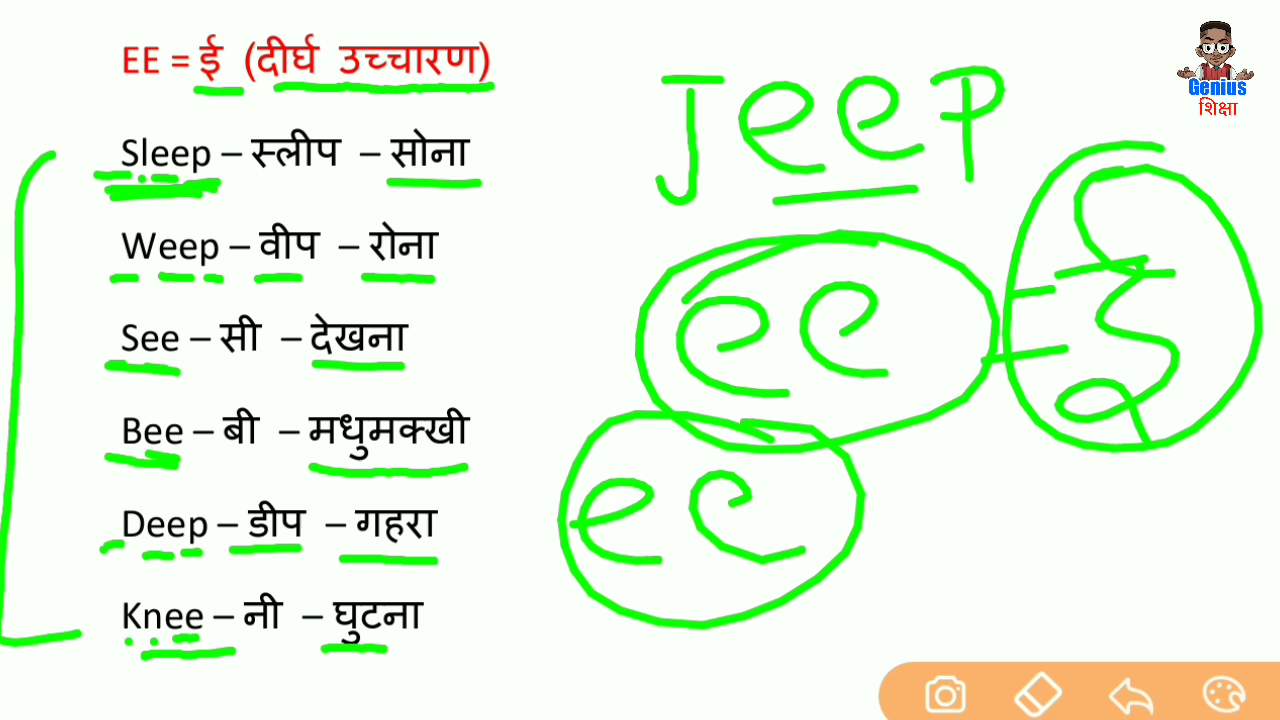 EE = ई (दीर्घ उच्चारण)
Sleep – स्लीप – सोना
Weep – वीप – रोना
See – सी – देखना
Bee – बी – मधुमक्खी
Deep – डीप – गहरा
Knee – नी – घुटना
Jeep
ee = ई
ee
Genius
शिक्षा